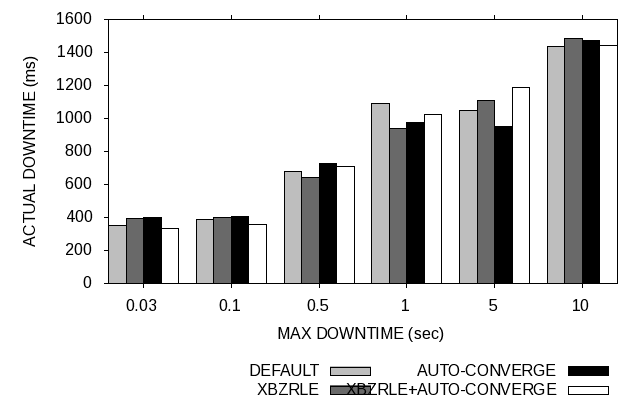 1600
1400
1200
1000
800
600
400
200
0
ACTUAL DOWNTIME (ms)
0.03 0.1 0.5 1 5 10
MAX DOWNTIME (sec)
DEFAULT AUTO-CONVERGE
XBZRLE XBZRLE+AUTO-CONVERGE